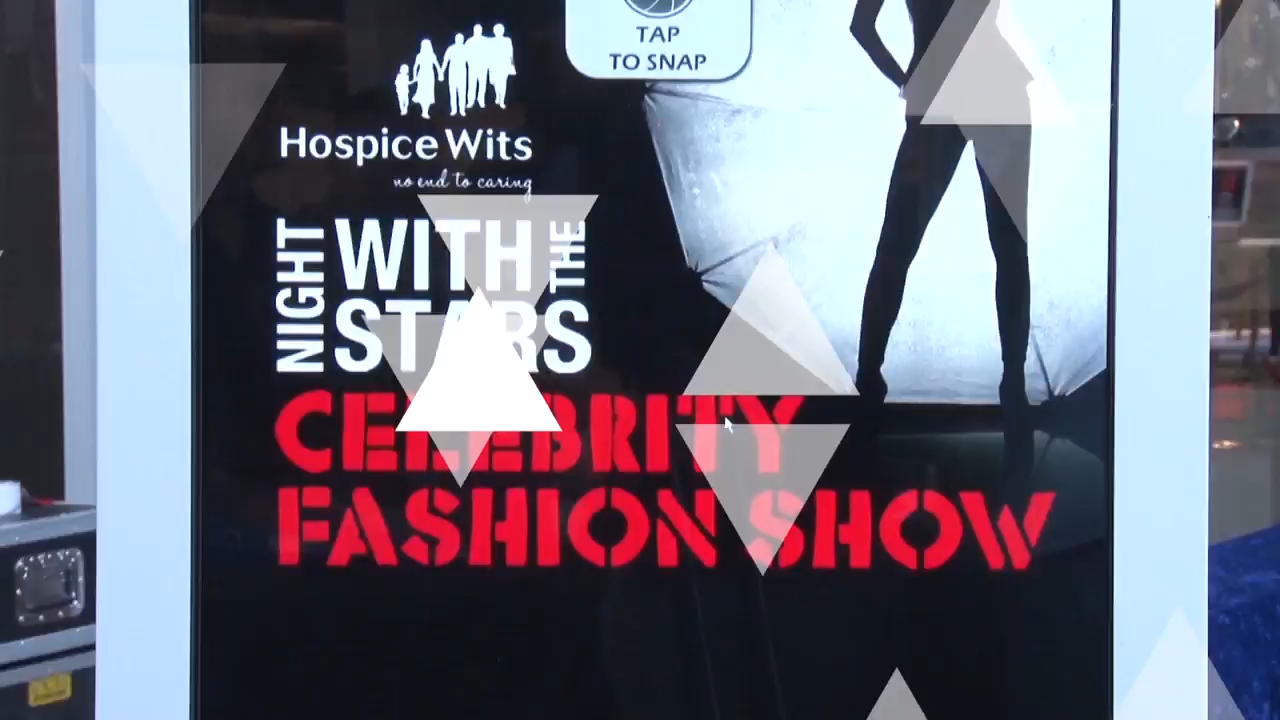 TAP
TO SNAP
Hospice Wits
no end to caring
NIGHT WITH THE
STARS
CELEBRITY
FASHION SHOW